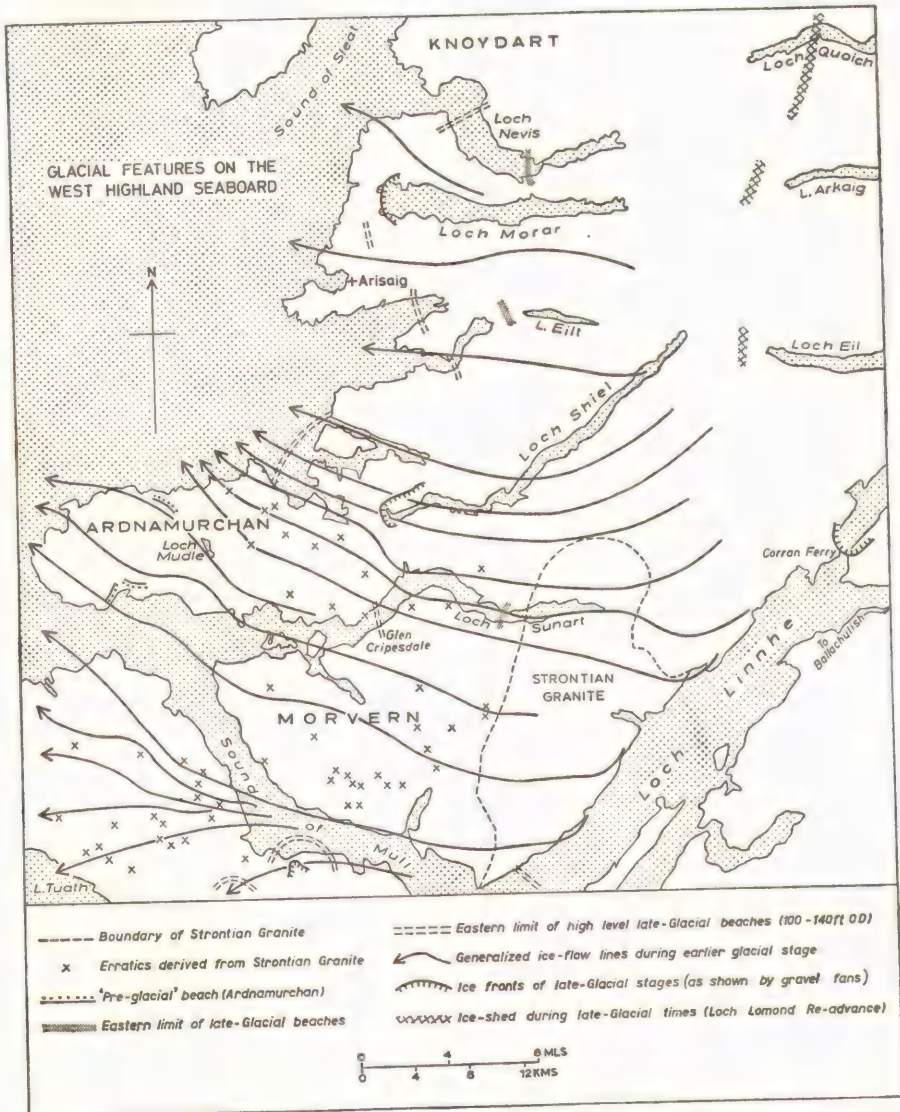 KNOYDART
Sound of Sleat
Loch Quoich
Loch
Nevis
GLACIAL FEATURES ON THE
WEST HIGHLAND SEABOARD
L. Arkaig
Loch Morar
N
+Arisaig
L. Eilt
Loch Eil
Loch Shiel
ARDNAMURCHAN
Loch
Mudle
Corran Ferry
Loch Sunart
Glen
Cripesdale
To
Ballachulish
STRONTIAN
GRANITE
Loch Linnhe
MORVERN
Sound of Mull
L. Tuath
Boundary of Strontian Granite
x Erratics derived from Strontian Granite
'Pre-glacial' beach (Ardnamurchan)
Eastern limit of late-Glacial beaches
Eastern limit of high level late-Glacial beaches (100-140ft OD)
Generalized ice-flow lines during earlier glacial stage
Ice fronts of late-Glacial stages (as shown by gravel fans)
Ice-shed during late-Glacial times (Loch Lomond Re-advance)
0 4 8 MLS
0 4 8 12 KMS